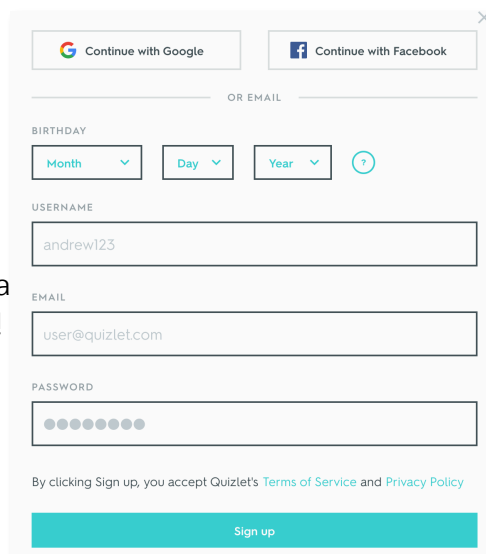 Continue with Google Continue with Facebook
OR EMAIL
BIRTHDAY
Month Day Year ?
USERNAME
andrew123
a
EMAIL
user@quizlet.com
PASSWORD
By clicking Sign up, you accept Quizlet's Terms of Service and Privacy Policy
Sign up